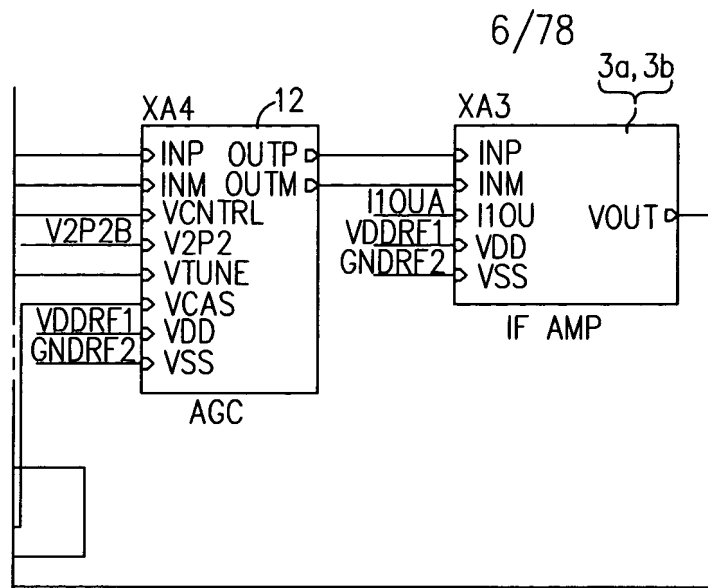 6/78
3a, 3b
XA4
12
XA3
INP OUTP
INM OUTM
VCNTRL
V2P2B
V2P2
VTUNE
VCAS
VDDRF1
VDD
GNDRF2
VSS
AGC
INP
INM
I10UA
I10U
VOUT
VDDRF1
VDD
GNDRF2
VSS
IF AMP